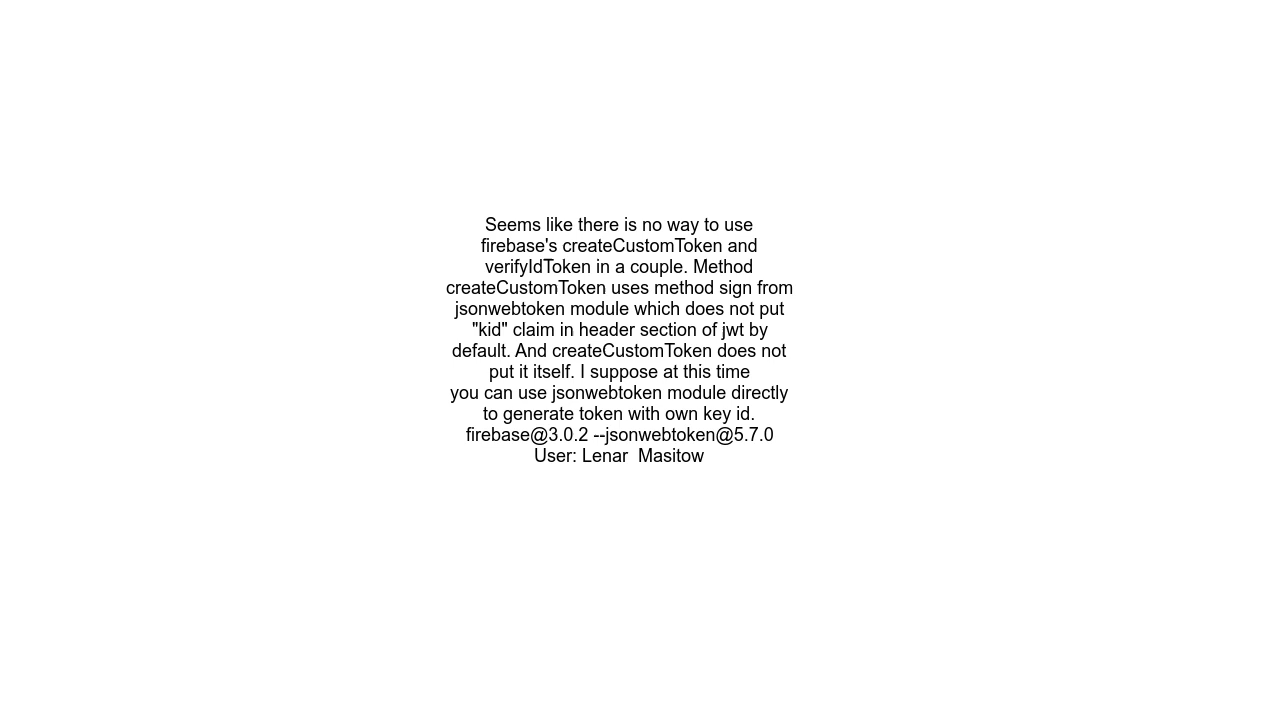 Seems like there is no way to use
firebase's createCustomToken and
verifyIdToken in a couple. Method
createCustomToken uses method sign from
jsonwebtoken module which does not put
"kid" claim in header section of jwt by
default. And createCustomToken does not
put it itself. I suppose at this time
you can use jsonwebtoken module directly
to generate token with own key id.
firebase@3.0.2 --jsonwebtoken@5.7.0
User: Lenar  Masitow